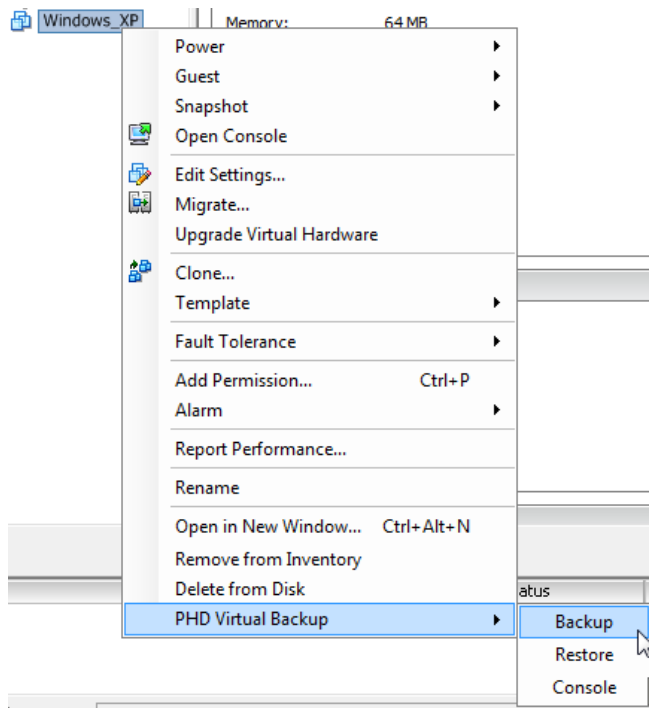 Windows_XP
Memory: 64 MB
Power
Guest
Snapshot
Open Console
Edit Settings...
Migrate...
Upgrade Virtual Hardware
Clone...
Template
Fault Tolerance
Add Permission... Ctrl+P
Alarm
Report Performance...
Rename
Open in New Window... Ctrl+Alt+N
Remove from Inventory
Delete from Disk
atus
PHD Virtual Backup
Backup
Restore
Console